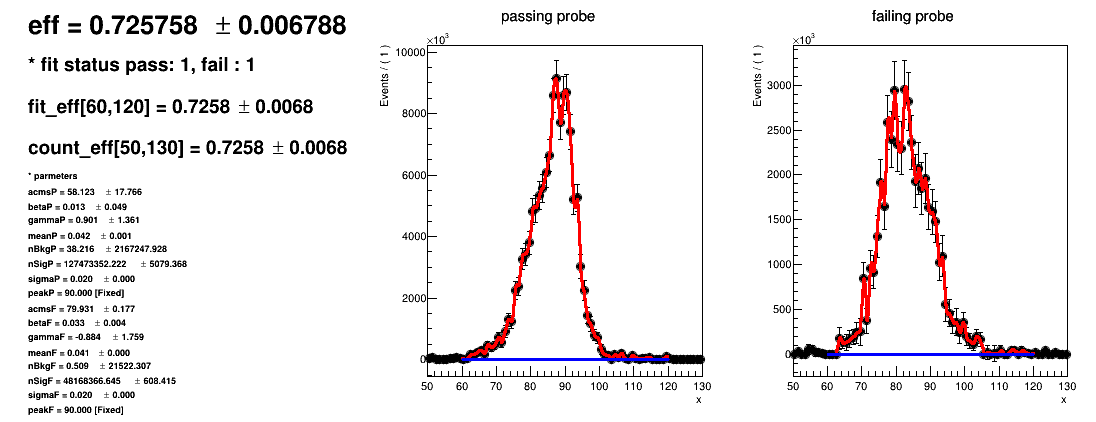 eff = 0.725758 ± 0.006788
* fit status pass: 1, fail : 1
fit_eff[60,120] = 0.7258 ± 0.0068
count_eff[50,130] = 0.7258 ± 0.0068
* parmeters
acmsP = 58.123 ± 17.766
betaP = 0.013 ± 0.049
gammaP = 0.901 ± 1.361
meanP = 0.042 ± 0.001
nBkgP = 38.216 ± 2167247.928
nSigP = 127473352.222 ± 5079.368
sigmaP = 0.020 ± 0.000
peakP = 90.000 [Fixed]
acmsF = 79.931 ± 0.177
betaF = 0.033 ± 0.004
gammaF = -0.884 ± 1.759
meanF = 0.041 ± 0.000
nBkgF = 0.509 ± 21522.307
nSigF = 48168366.645 ± 608.415
sigmaF = 0.020 ± 0.000
peakF = 90.000 [Fixed]
passing probe
×10³
Events / ( 1 )
10000
8000
6000
4000
2000
0
50 60 70 80 90 100 110 120 130
x
failing probe
×10³
Events / ( 1 )
3000
2500
2000
1500
1000
500
0
50 60 70 80 90 100 110 120 130
x